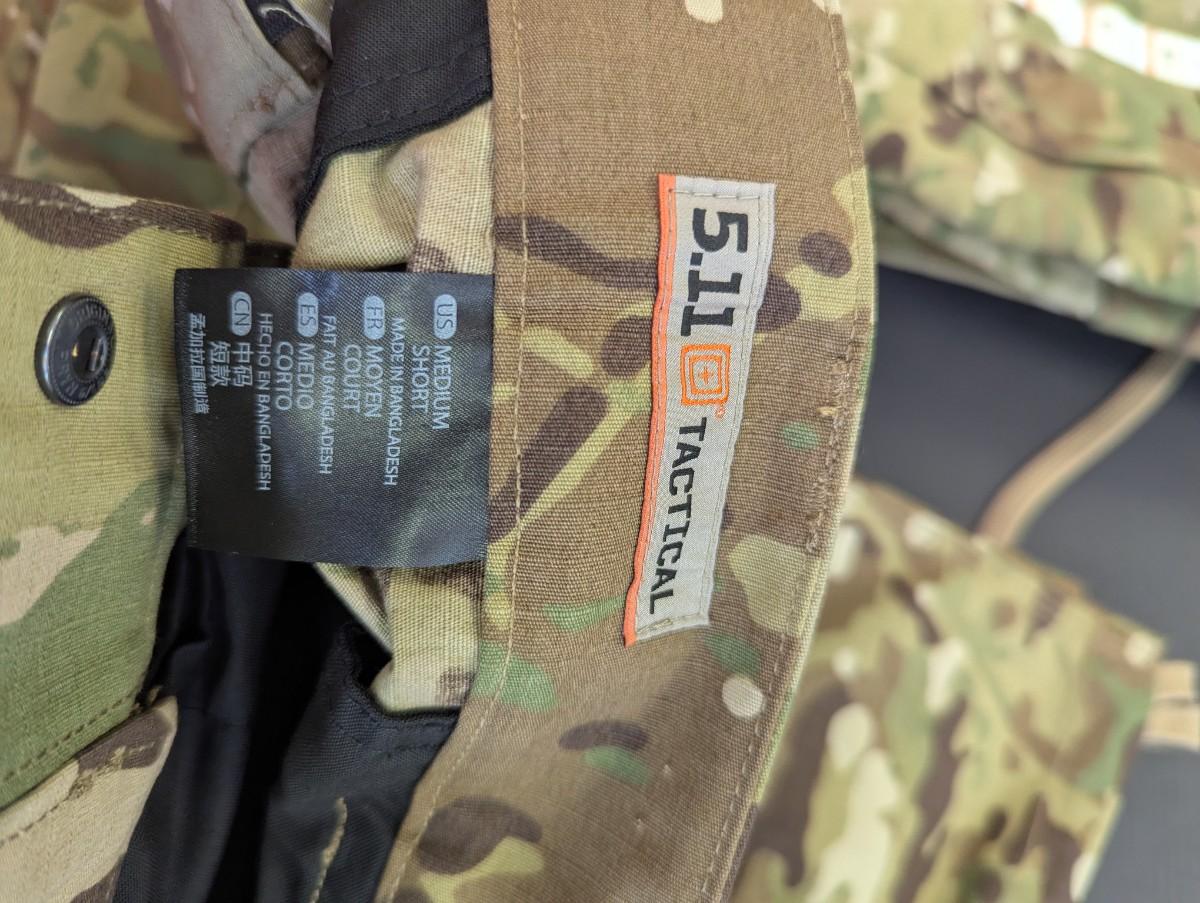 5.11 TACTICAL
US MEDIUM
SHORT
MADE IN BANGLADESH
FR MOYEN
COURT
FAIT AU BANGLADESH
ES MEDIO
CORTO
HECHO EN BANGLADESH
CN 中码
短款
孟加拉国制造